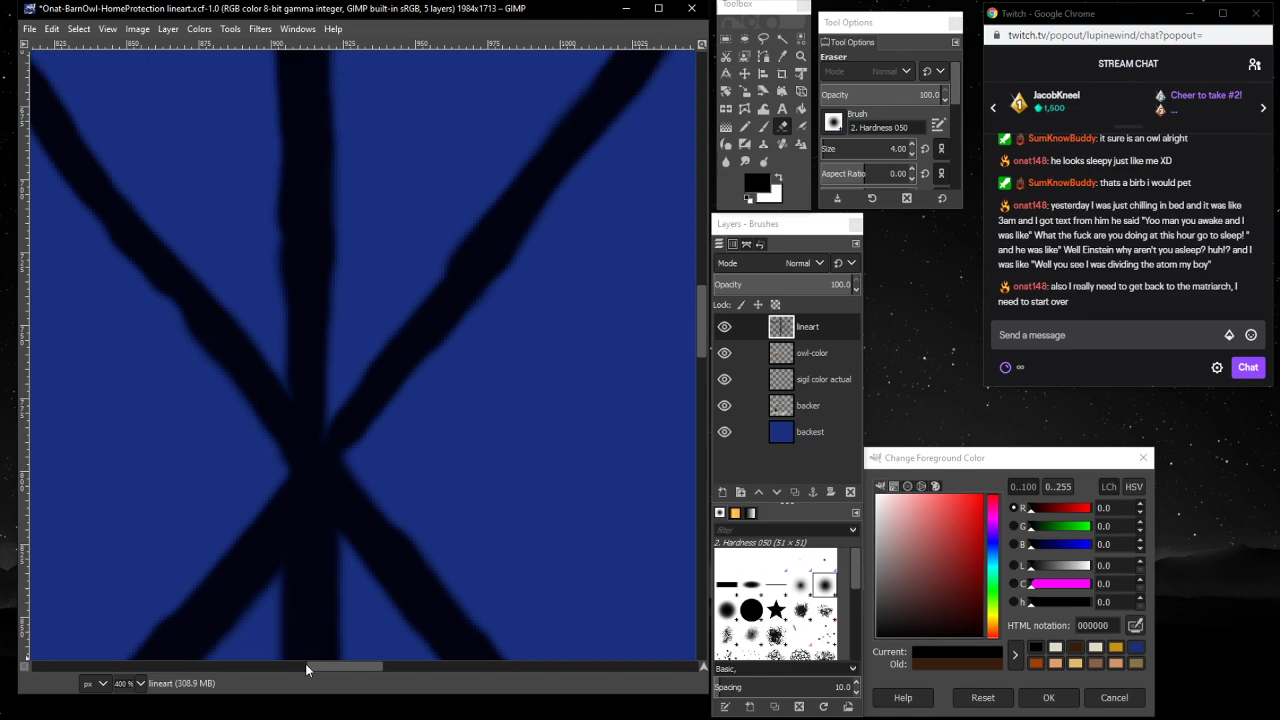 *Onat-BarnOwl-HomeProtection lineart.xcf-1.0 (RGB color 8-bit gamma integer, GIMP built-in sRGB, 5 layers) 1984x1713 – GIMP
File Edit Select View Image Layer Colors Tools Filters Windows Help
825 850 875 900 925 950 975 1000 1025
px 400 % lineart (308.9 MB)
Toolbox
Tool Options
Tool Options
Eraser
Mode Normal
Opacity 100.0
Brush
2. Hardness 050
Size 4.00
Aspect Ratio 0.00
Layers - Brushes
Mode Normal
Opacity 100.0
Lock:
lineart
owl-color
sigil color actual
backer
backest
filter
2. Hardness 050 (51 × 51)
Basic,
Spacing 10.0
Twitch - Google Chrome
twitch.tv/popout/lupinewind/chat?popout=
STREAM CHAT
1 JacobKneel
1,500
Cheer to take #2!
...
SumKnowBuddy: it sure is an owl alright
onat148: he looks sleepy just like me XD
SumKnowBuddy: thats a birb i would pet
onat148: yesterday I was just chilling in bed and it was like
3am and I got text from him he said "Yoo man you awake and I
was like" What the fuck are you doing at this hour go to sleep! "
and he was like" Well Einstein why aren't you asleep? huh!? and I
was like "Well you see I was dividing the atom my boy"
onat148: also I really need to get back to the matriarch, I
need to start over
Send a message
∞
Chat
Change Foreground Color
0..100 0..255 LCh HSV
R 0.0
G 0.0
B 0.0
L 0.0
C 0.0
h 0.0
HTML notation: 000000
Current:
Old:
Help Reset OK Cancel